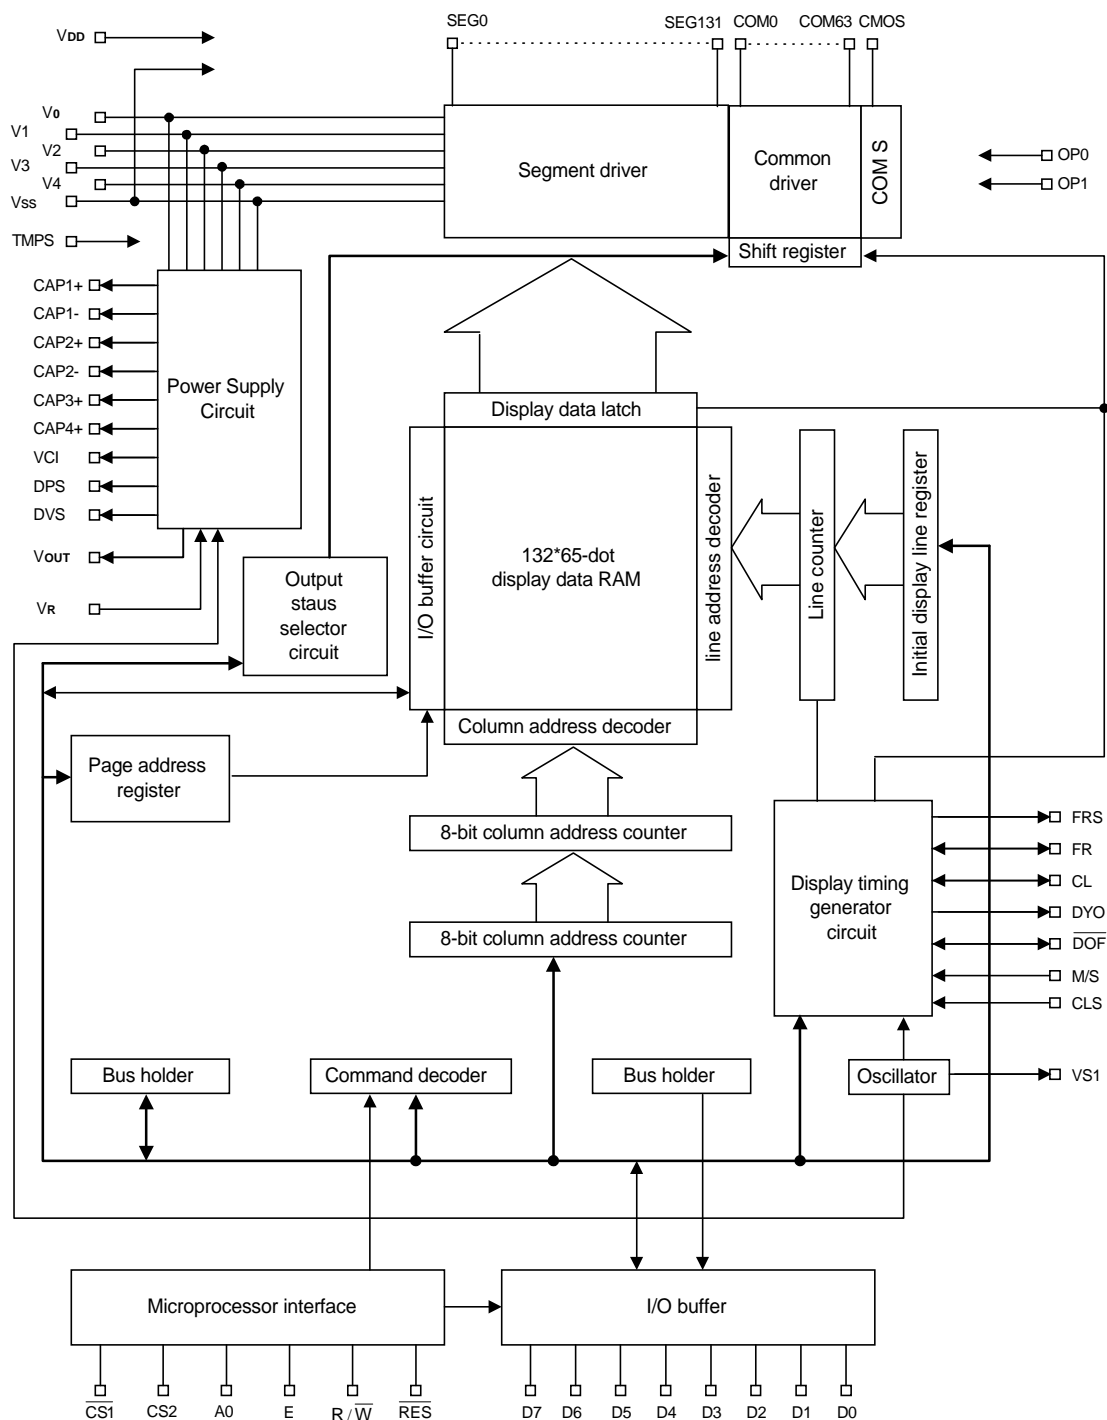 SEG0
SEG131
COM0
COM63
CMOS
VDD
V0
V1
V2
V3
V4
VSS
TMPS
Segment driver
Common
driver
COM S
OP0
OP1
Shift register
CAP1+
CAP1-
CAP2+
CAP2-
CAP3+
CAP4+
VCI
DPS
DVS
VOUT
VR
Power Supply
Circuit
Display data latch
I/O buffer circuit
132*65-dot
display data RAM
line address decoder
Line counter
Initial display line register
Output
staus
selector
circuit
Column address decoder
Page address
register
8-bit column address counter
8-bit column address counter
Display timing
generator
circuit
FRS
FR
CL
DYO
DOF
M/S
CLS
Bus holder
Command decoder
Bus holder
Oscillator
VS1
Microprocessor interface
I/O buffer
CS1
CS2
A0
E
R/W
RES
D7
D6
D5
D4
D3
D2
D1
D0